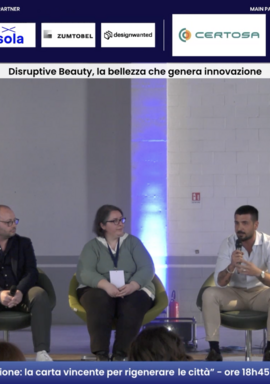 PARTNER
MAIN PA
sola
ZUMTOBEL
designwanted
CERTOSA
Disruptive Beauty, la bellezza che genera innovazione
zione: la carta vincente per rigenerare le città" - ore 18h45